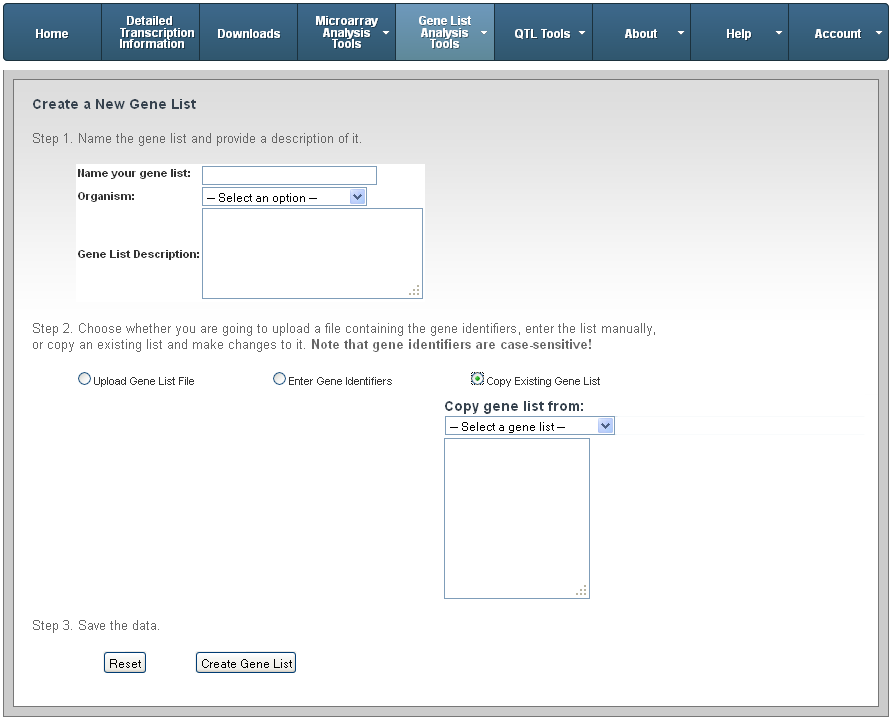 Home
Detailed Transcription Information
Downloads
Microarray Analysis Tools
Gene List Analysis Tools
QTL Tools
About
Help
Account
Create a New Gene List
Step 1. Name the gene list and provide a description of it.
Name your gene list:
Organism: -- Select an option --
Gene List Description:
Step 2. Choose whether you are going to upload a file containing the gene identifiers, enter the list manually,
or copy an existing list and make changes to it. Note that gene identifiers are case-sensitive!
Upload Gene List File Enter Gene Identifiers Copy Existing Gene List
Copy gene list from:
-- Select a gene list --
Step 3. Save the data.
Reset Create Gene List